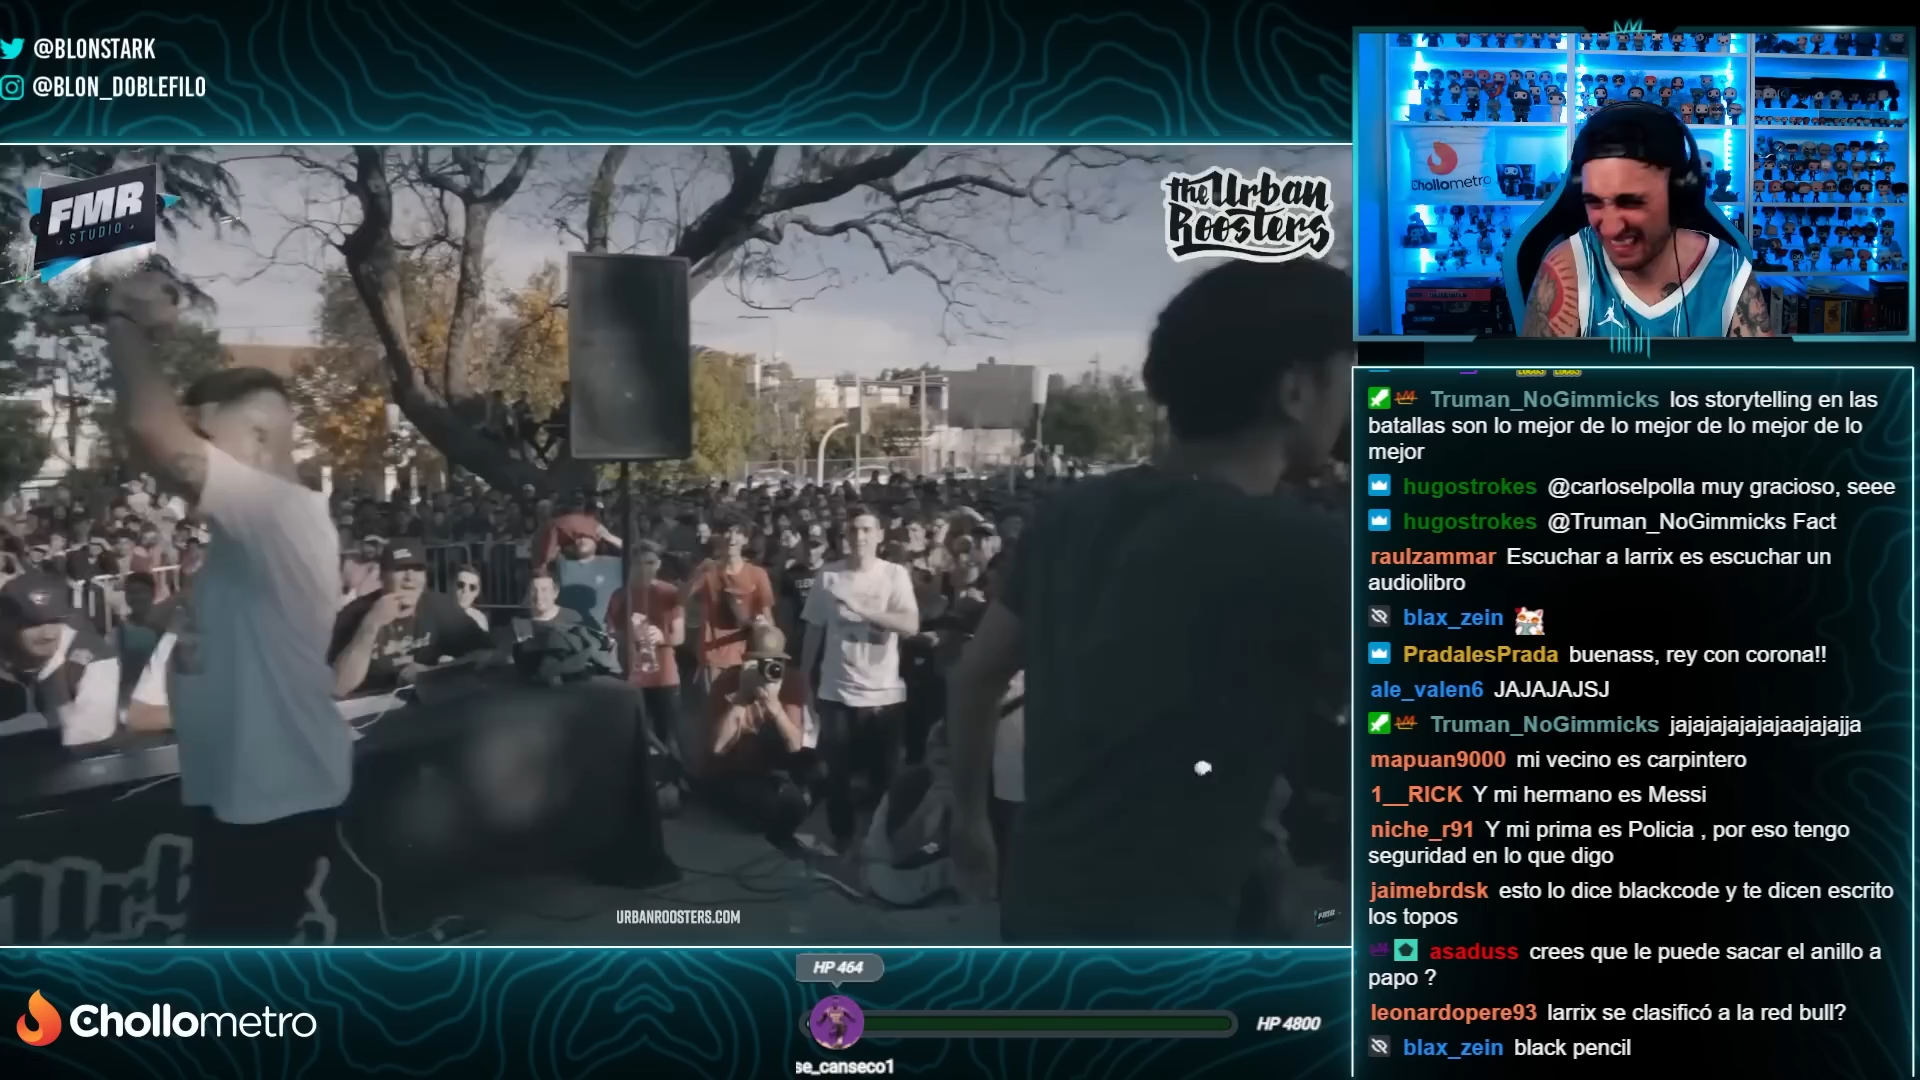 @BLONSTARK
@BLON_DOBLEFILO
FMR
STUDIO
the Urban
Roosters
Chollometro
URBANROOSTERS.COM
FMR
Chollometro
HP 464
HP 4800
se_canseco1
Truman_NoGimmicks los storytelling en las
batallas son lo mejor de lo mejor de lo mejor de lo
mejor
hugostrokes @carloselpolla muy gracioso, seee
hugostrokes @Truman_NoGimmicks Fact
raulzammar Escuchar a larrix es escuchar un
audiolibro
blax_zein
PradalesPrada buenass, rey con corona!!
ale_valen6 JAJAJAJSJ
Truman_NoGimmicks jajajajajajaajajajja
mapuan9000 mi vecino es carpintero
1__RICK Y mi hermano es Messi
niche_r91 Y mi prima es Policia , por eso tengo
seguridad en lo que digo
jaimebrdsk esto lo dice blackcode y te dicen escrito
los topos
asaduss crees que le puede sacar el anillo a
papo ?
leonardopere93 larrix se clasificó a la red bull?
blax_zein black pencil